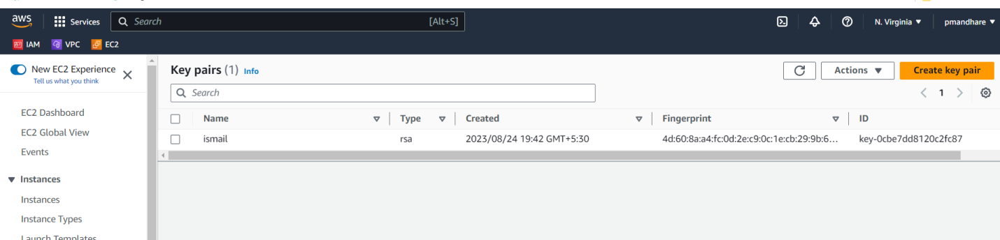 aws Services Search [Alt+S] N. Virginia pmandhare
IAM VPC EC2
New EC2 Experience
Tell us what you think
EC2 Dashboard
EC2 Global View
Events
Instances
Instances
Instance Types
Launch Templates
Key pairs (1) Info Actions Create key pair
Search 1
Name Type Created Fingerprint ID
ismail rsa 2023/08/24 19:42 GMT+5:30 4d:60:8a:a4:fc:0d:2e:c9:0c:1e:cb:29:9b:6... key-0cbe7dd8120c2fc87